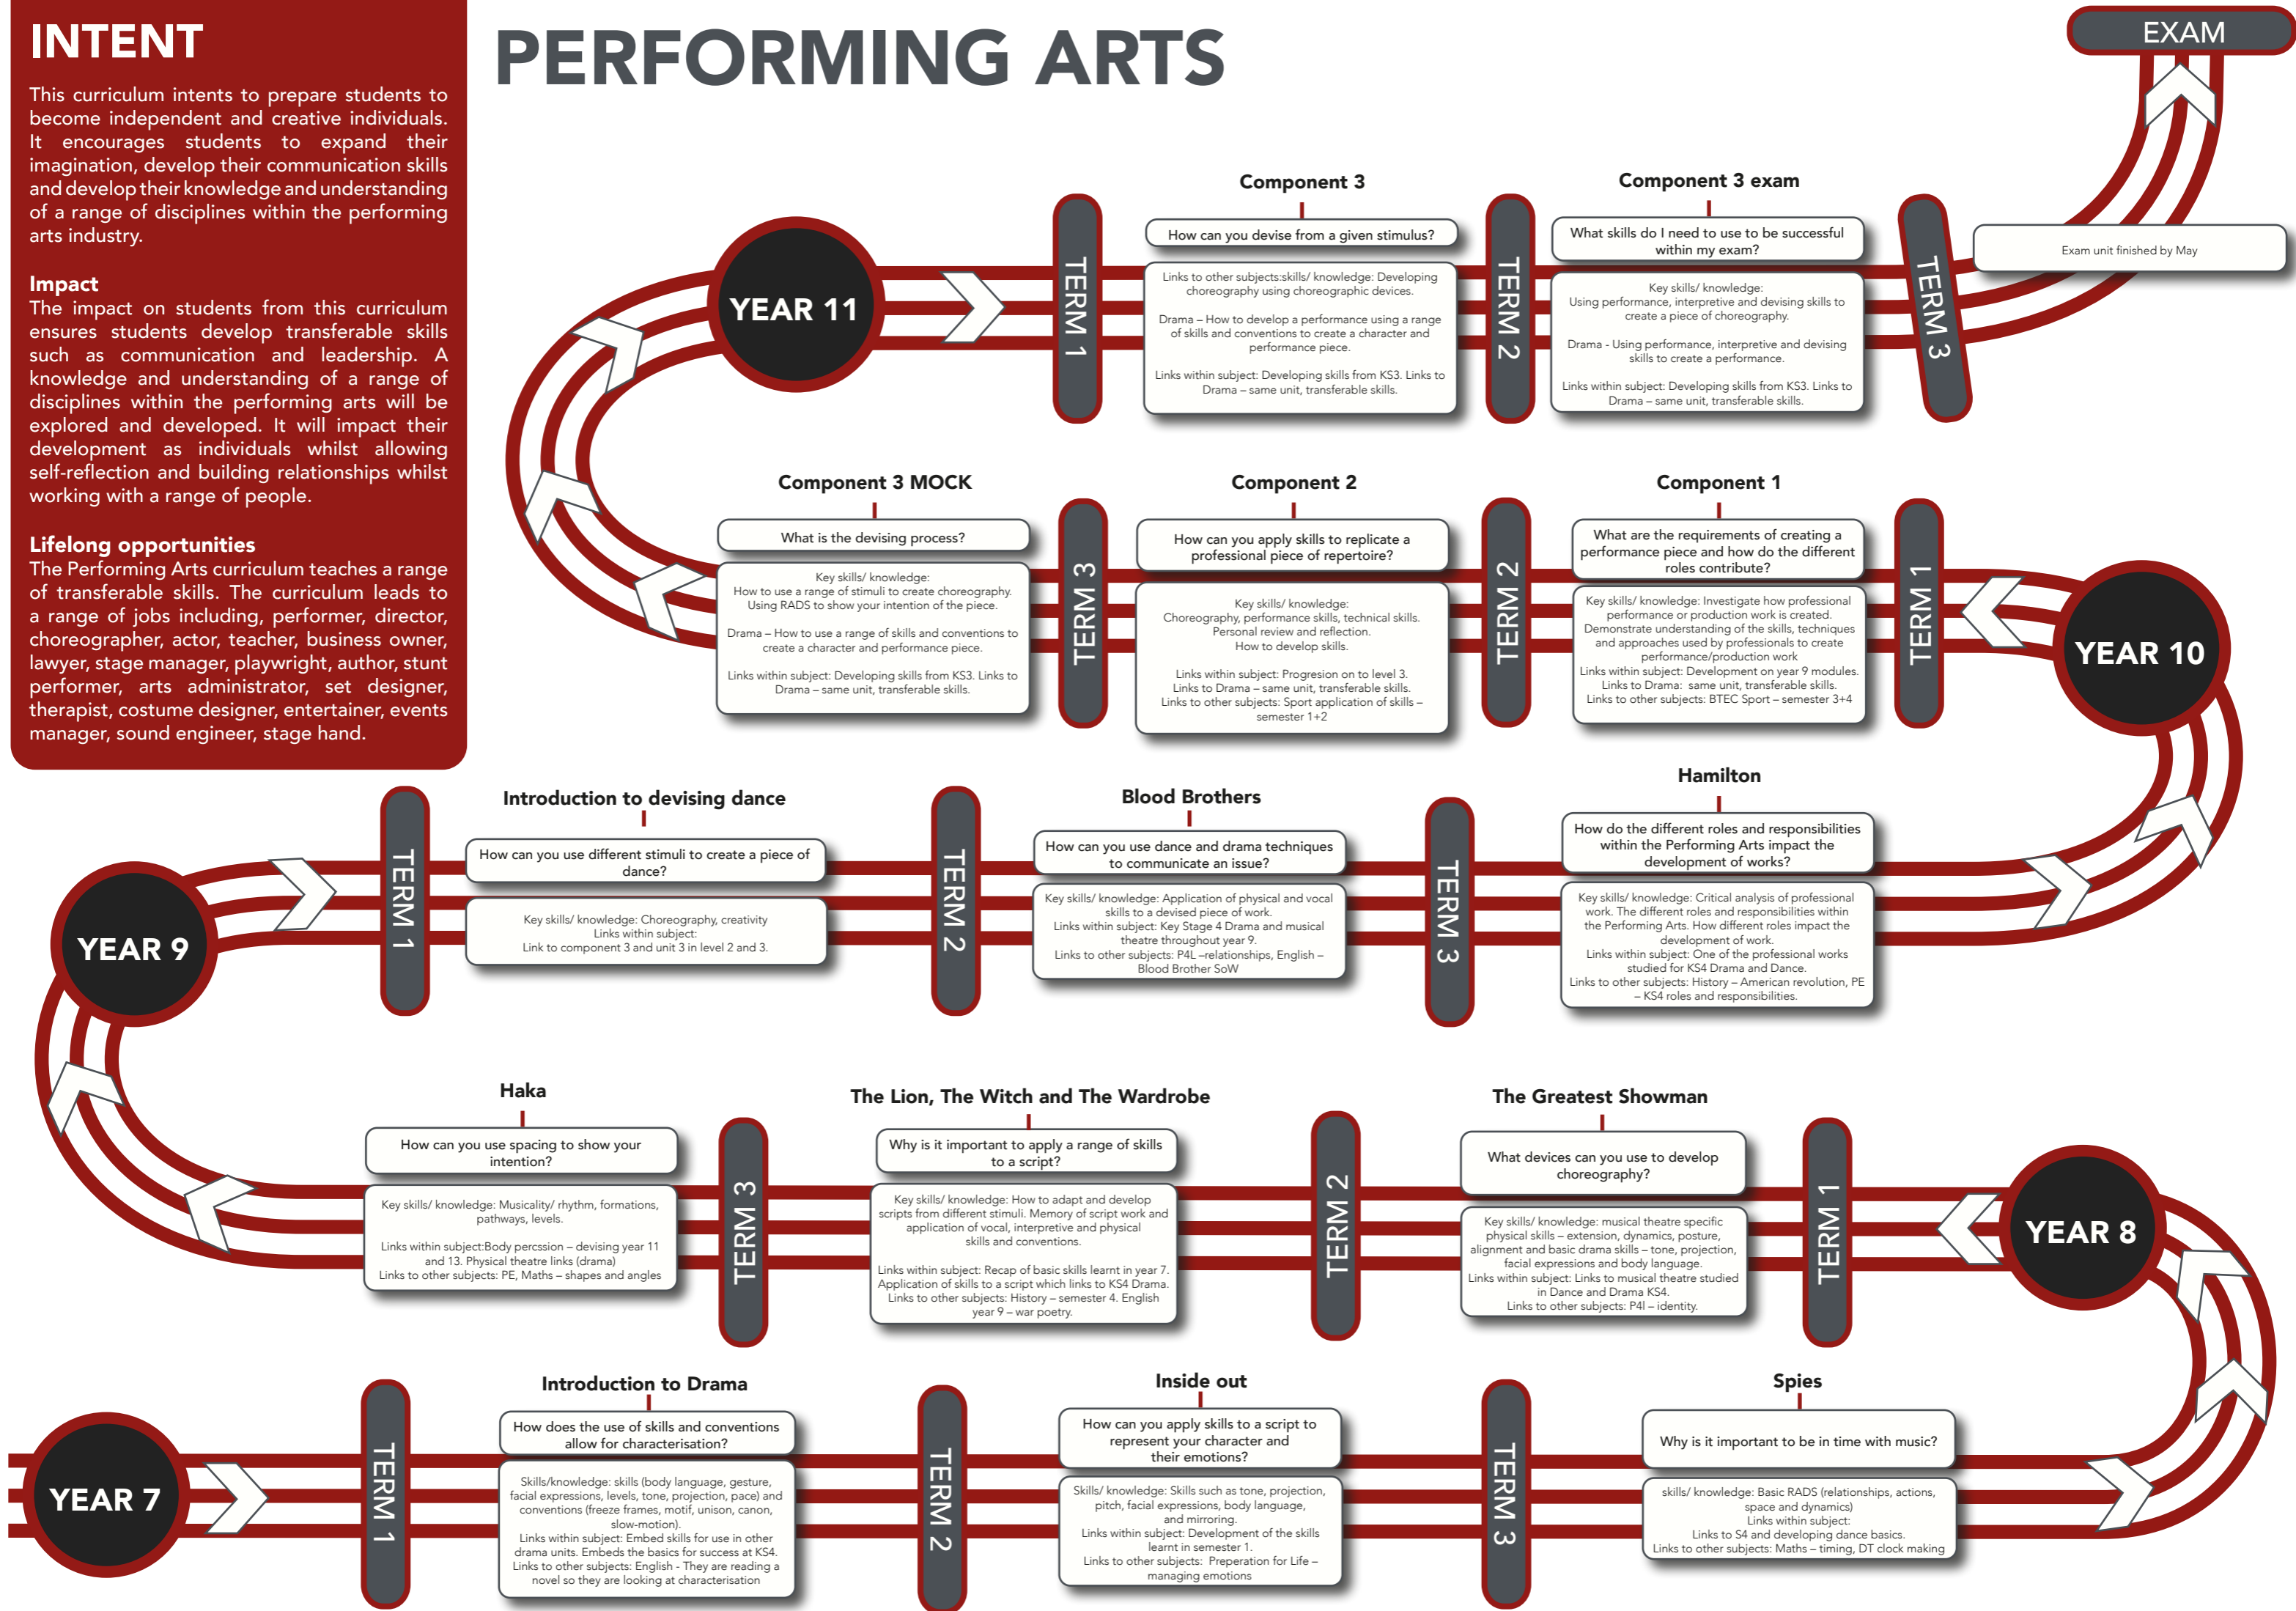 INTENT
This curriculum intents to prepare students to
become independent and creative individuals.
It encourages students to expand their
imagination, develop their communication skills
and develop their knowledge and understanding
of a range of disciplines within the performing
arts industry.
Impact
The impact on students from this curriculum
ensures students develop transferable skills
such as communication and leadership. A
knowledge and understanding of a range of
disciplines within the performing arts will be
explored and developed. It will impact their
development as individuals whilst allowing
self-reflection and building relationships whilst
working with a range of people.
Lifelong opportunities
The Performing Arts curriculum teaches a range
of transferable skills. The curriculum leads to
a range of jobs including, performer, director,
choreographer, actor, teacher, business owner,
lawyer, stage manager, playwright, author, stunt
performer, arts administrator, set designer,
therapist, costume designer, entertainer, events
manager, sound engineer, stage hand.
PERFORMING ARTS
EXAM
YEAR 11
TERM 1
Component 3
How can you devise from a given stimulus?
Links to other subjects:skills/ knowledge: Developing
choreography using choreographic devices.
Drama – How to develop a performance using a range
of skills and conventions to create a character and
performance piece.
Links within subject: Developing skills from KS3. Links to
Drama – same unit, transferable skills.
TERM 2
Component 3 exam
What skills do I need to use to be successful
within my exam?
Key skills/ knowledge:
Using performance, interpretive and devising skills to
create a piece of choreography.
Drama - Using performance, interpretive and devising
skills to create a performance.
Links within subject: Developing skills from KS3. Links to
Drama – same unit, transferable skills.
TERM 3
Exam unit finished by May
Component 3 MOCK
What is the devising process?
Key skills/ knowledge:
How to use a range of stimuli to create choreography.
Using RADS to show your intention of the piece.
Drama – How to use a range of skills and conventions to
create a character and performance piece.
Links within subject: Developing skills from KS3. Links to
Drama – same unit, transferable skills.
TERM 3
Component 2
How can you apply skills to replicate a
professional piece of repertoire?
Key skills/ knowledge:
Choreography, performance skills, technical skills.
Personal review and reflection.
How to develop skills.
Links within subject: Progresion on to level 3.
Links to Drama – same unit, transferable skills.
Links to other subjects: Sport application of skills –
semester 1+2
TERM 2
Component 1
What are the requirements of creating a
performance piece and how do the different
roles contribute?
Key skills/ knowledge: Investigate how professional
performance or production work is created.
Demonstrate understanding of the skills, techniques
and approaches used by professionals to create
performance/production work
Links within subject: Development on year 9 modules.
Links to Drama: same unit, transferable skills.
Links to other subjects: BTEC Sport – semester 3+4
TERM 1
YEAR 10
YEAR 9
TERM 1
Introduction to devising dance
How can you use different stimuli to create a piece of
dance?
Key skills/ knowledge: Choreography, creativity
Links within subject:
Link to component 3 and unit 3 in level 2 and 3.
TERM 2
Blood Brothers
How can you use dance and drama techniques
to communicate an issue?
Key skills/ knowledge: Application of physical and vocal
skills to a devised piece of work.
Links within subject: Key Stage 4 Drama and musical
theatre throughout year 9.
Links to other subjects: P4L –relationships, English –
Blood Brother SoW
TERM 3
Hamilton
How do the different roles and responsibilities
within the Performing Arts impact the
development of works?
Key skills/ knowledge: Critical analysis of professional
work. The different roles and responsibilities within
the Performing Arts. How different roles impact the
development of work.
Links within subject: One of the professional works
studied for KS4 Drama and Dance.
Links to other subjects: History – American revolution, PE
– KS4 roles and responsibilities.
Haka
How can you use spacing to show your
intention?
Key skills/ knowledge: Musicality/ rhythm, formations,
pathways, levels.
Links within subject:Body percssion – devising year 11
and 13. Physical theatre links (drama)
Links to other subjects: PE, Maths – shapes and angles
TERM 3
The Lion, The Witch and The Wardrobe
Why is it important to apply a range of skills
to a script?
Key skills/ knowledge: How to adapt and develop
scripts from different stimuli. Memory of script work and
application of vocal, interpretive and physical
skills and conventions.
Links within subject: Recap of basic skills learnt in year 7.
Application of skills to a script which links to KS4 Drama.
Links to other subjects: History – semester 4. English
year 9 – war poetry.
TERM 2
The Greatest Showman
What devices can you use to develop
choreography?
Key skills/ knowledge: musical theatre specific
physical skills – extension, dynamics, posture,
alignment and basic drama skills – tone, projection,
facial expressions and body language.
Links within subject: Links to musical theatre studied
in Dance and Drama KS4.
Links to other subjects: P4l – identity.
TERM 1
YEAR 8
YEAR 7
TERM 1
Introduction to Drama
How does the use of skills and conventions
allow for characterisation?
Skills/knowledge: skills (body language, gesture,
facial expressions, levels, tone, projection, pace) and
conventions (freeze frames, motif, unison, canon,
slow-motion).
Links within subject: Embed skills for use in other
drama units. Embeds the basics for success at KS4.
Links to other subjects: English - They are reading a
novel so they are looking at characterisation
TERM 2
Inside out
How can you apply skills to a script to
represent your character and
their emotions?
Skills/ knowledge: Skills such as tone, projection,
pitch, facial expressions, body language,
and mirroring.
Links within subject: Development of the skills
learnt in semester 1.
Links to other subjects: Preperation for Life –
managing emotions
TERM 3
Spies
Why is it important to be in time with music?
skills/ knowledge: Basic RADS (relationships, actions,
space and dynamics)
Links within subject:
Links to S4 and developing dance basics.
Links to other subjects: Maths – timing, DT clock making